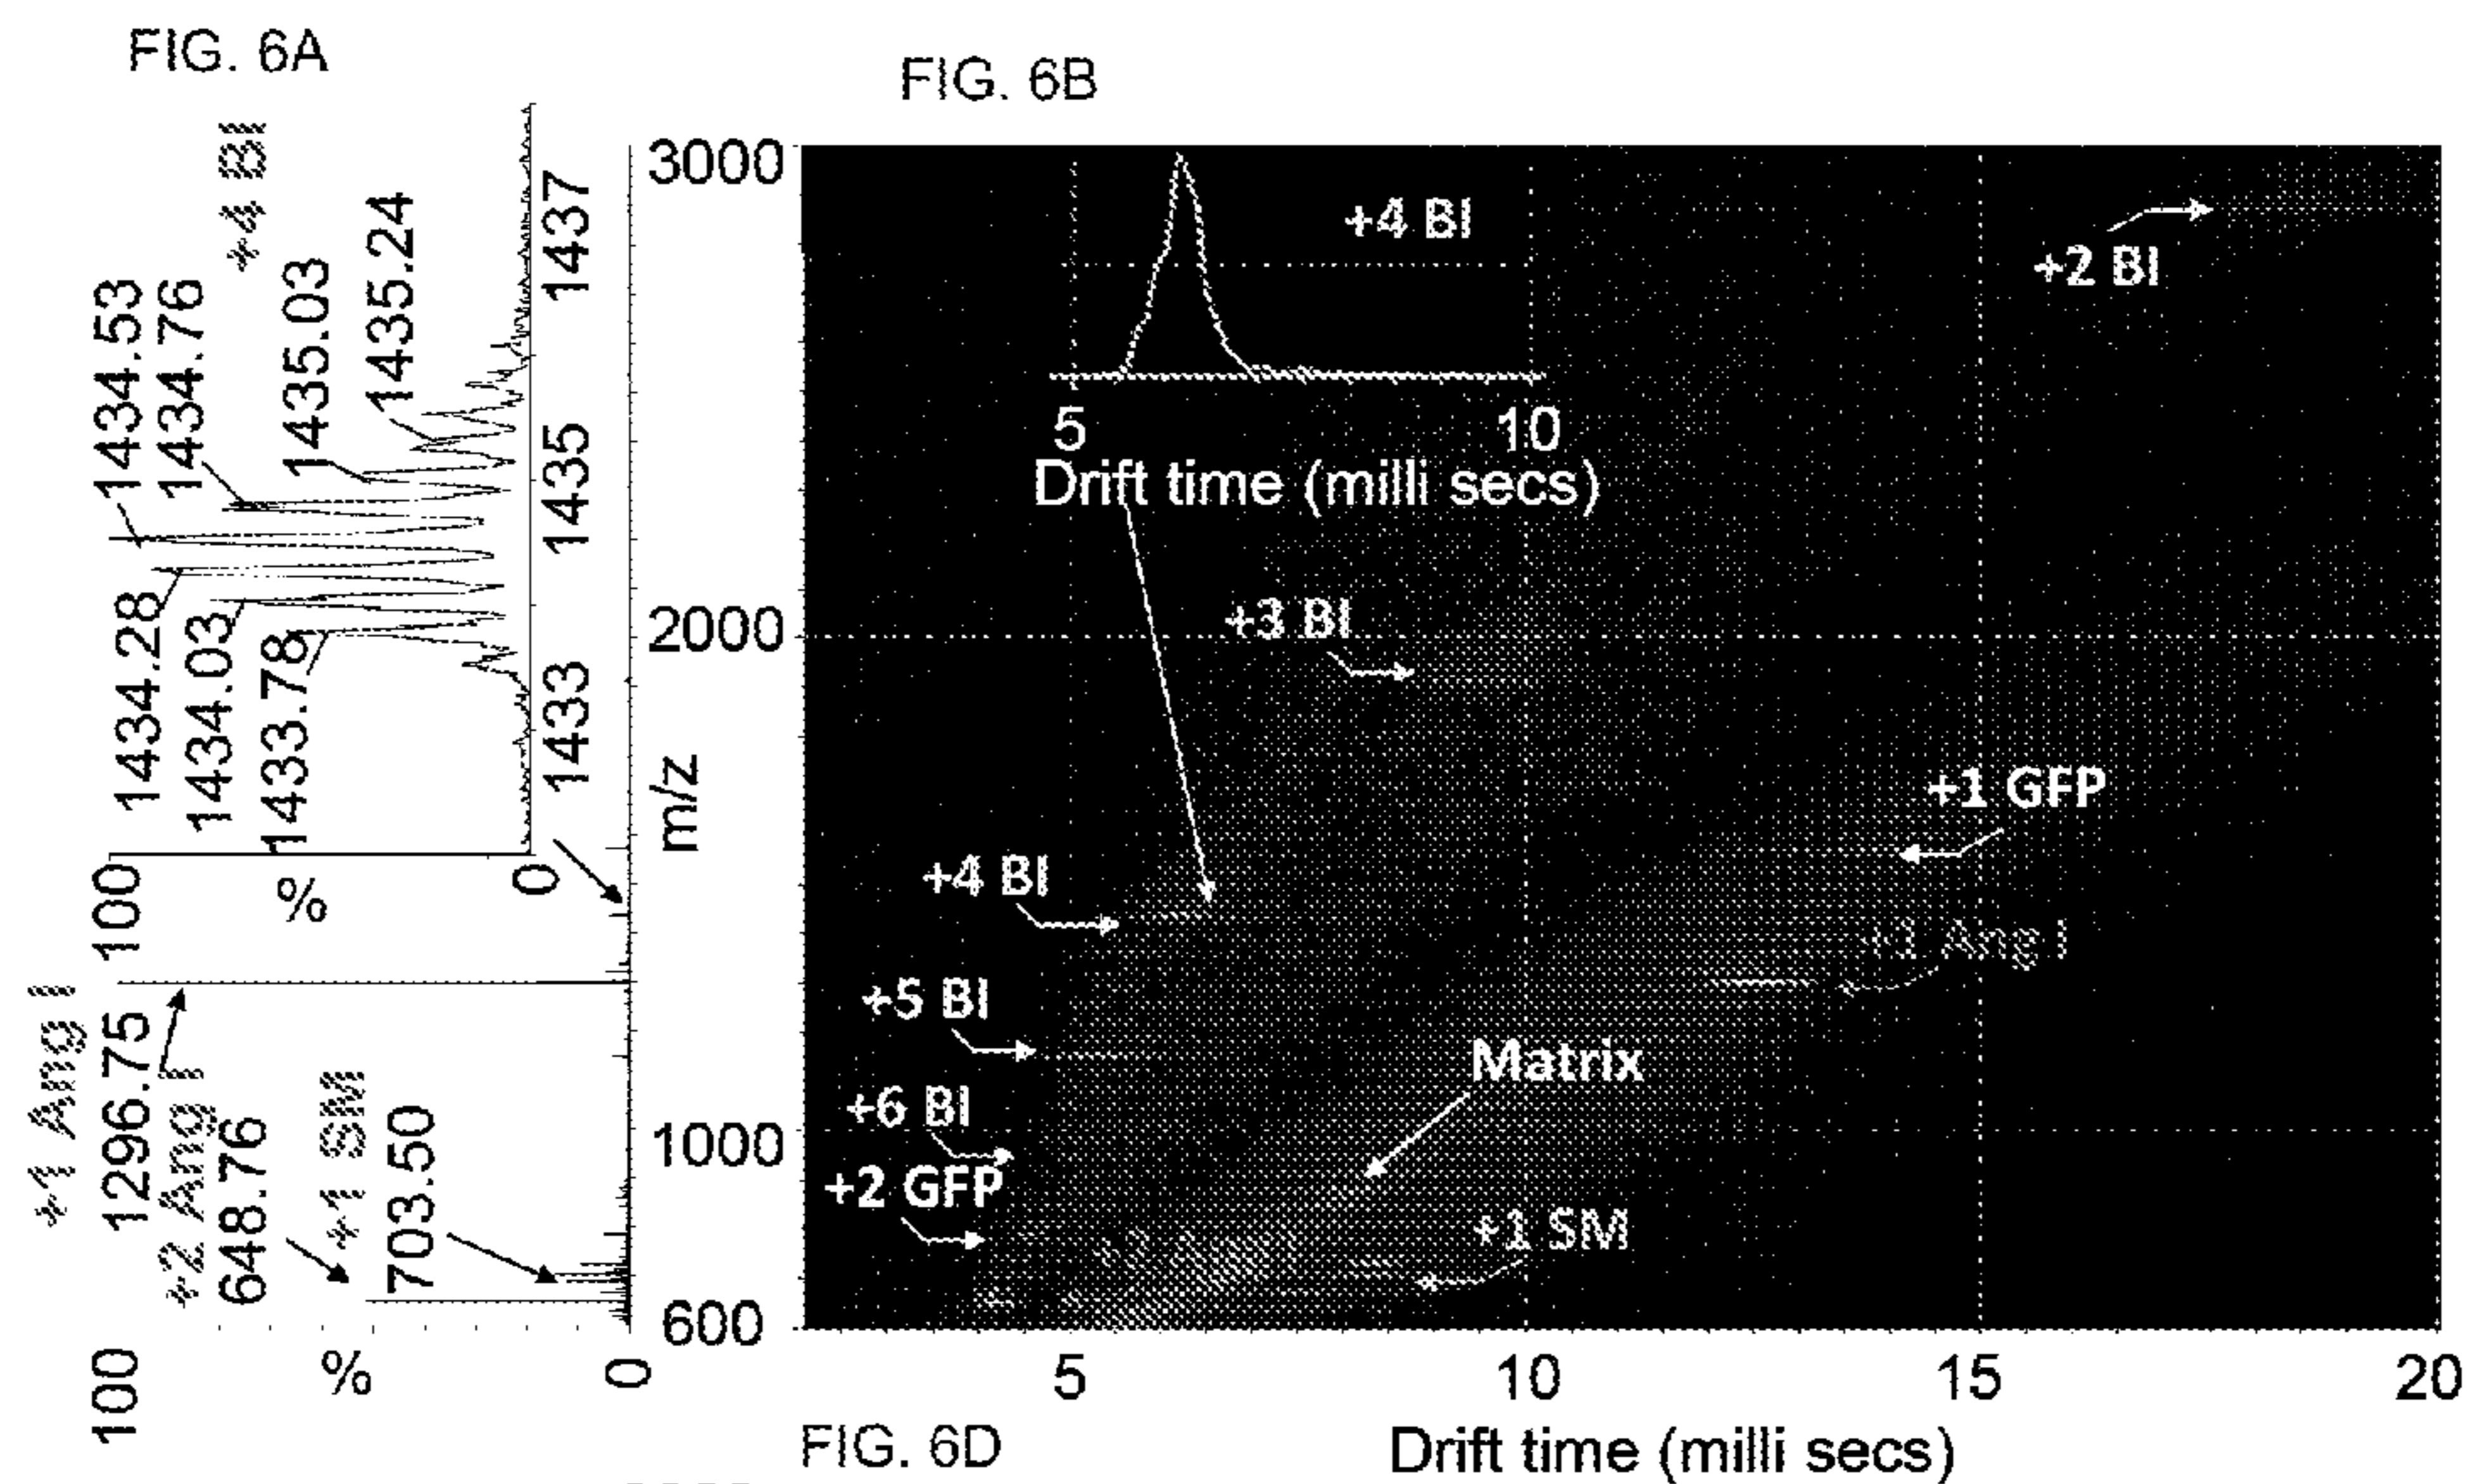 FIG. 6A
+4 BI
1434.53
1434.76
1435.03
1435.24
1434.28
1434.03
1433.78
1433
1435
1437
100
%
0
+1 Ang I
1296.75
+2 Ang I
648.76
+1 SM
703.50
100
%
0
FIG. 6B
3000
2000
1000
600
m/z
+4 BI
5
10
Drift time (milli secs)
+2 BI
+3 BI
+1 GFP
+4 BI
+1 Ang I
+5 BI
Matrix
+6 BI
+2 GFP
+1 SM
5
10
15
20
Drift time (milli secs)
FIG. 6D